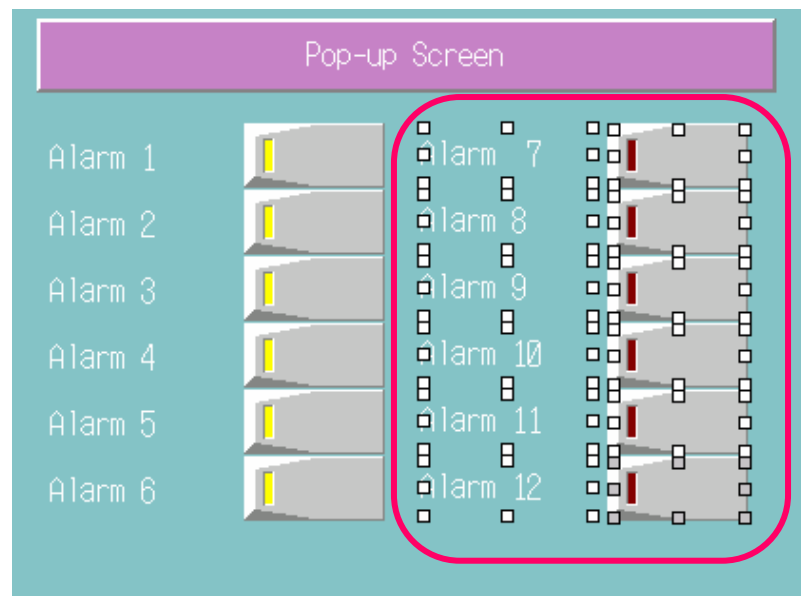 Pop-up Screen
Alarm 1
Alarm 7
Alarm 2
Alarm 8
Alarm 3
Alarm 9
Alarm 4
Alarm 10
Alarm 5
Alarm 11
Alarm 6
Alarm 12